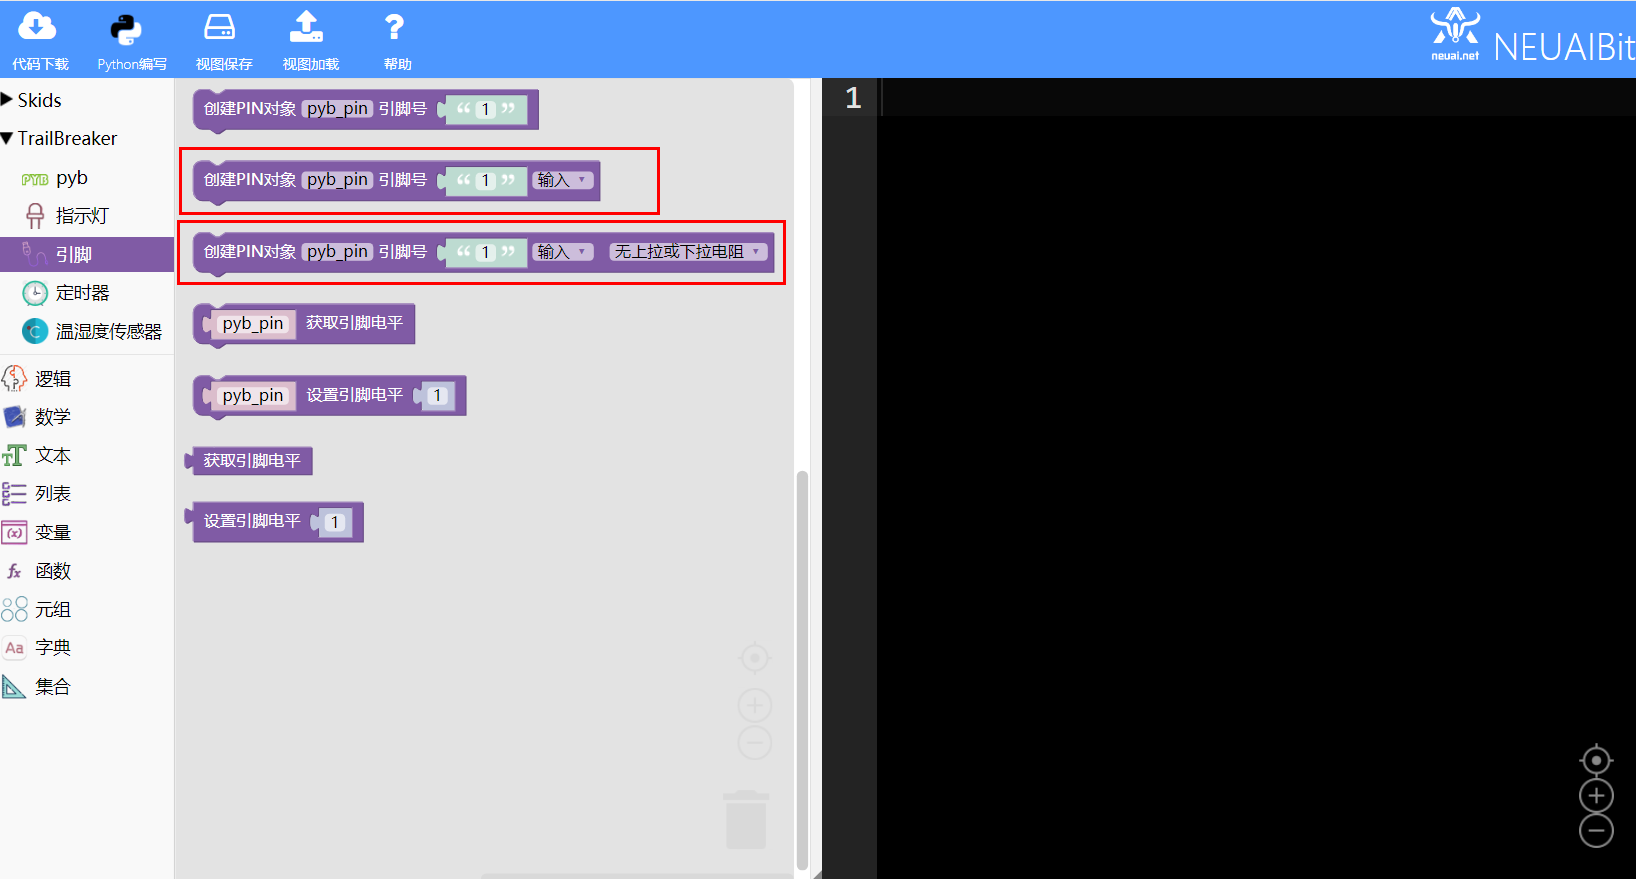 代码下载 Python编写 视图保存 视图加载 帮助
neuai.net
NEUAIBit
Skids
TrailBreaker
PYB pyb
指示灯
引脚
定时器
温湿度传感器
逻辑
数学
文本
列表
变量
函数
元组
Aa 字典
集合
创建PIN对象 pyb_pin 引脚号 “ 1 ”
创建PIN对象 pyb_pin 引脚号 “ 1 ” 输入
创建PIN对象 pyb_pin 引脚号 “ 1 ” 输入 无上拉或下拉电阻
pyb_pin 获取引脚电平
pyb_pin 设置引脚电平 1
获取引脚电平
设置引脚电平 1
1